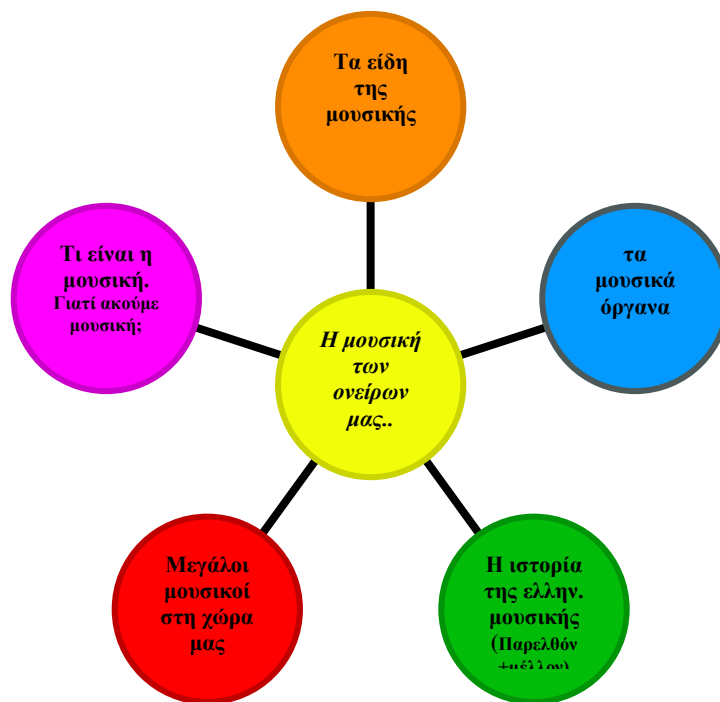 Τα είδη
της
μουσικής
Τι είναι η
μουσική.
Γιατί ακούμε
μουσική;
τα
μουσικά
όργανα
Η μουσική
των
ονείρων
μας..
Μεγάλοι
μουσικοί
στη χώρα
μας
Η ιστορία
της ελλην.
μουσικής
(Παρελθόν
+μέλλον)